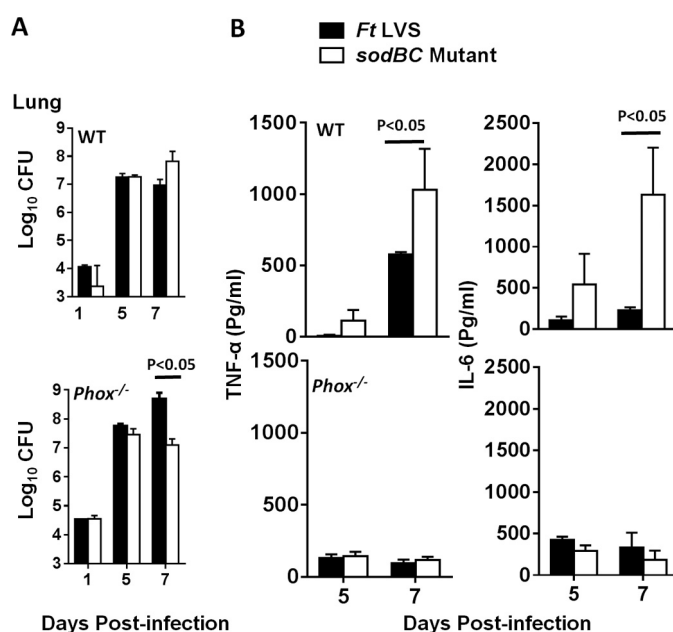 A
B
Ft LVS
sodBC Mutant
Lung
WT
Log10 CFU
9
8
7
6
5
4
3
1 5 7
P<0.05
Phox-/-
Log10 CFU
9
8
7
6
5
4
3
1 5 7
Days Post-infection
WT
P<0.05
TNF-α (Pg/ml)
1500
1000
500
0
Phox-/-
1500
1000
500
0
5 7
P<0.05
IL-6 (Pg/ml)
2500
2000
1500
1000
500
0
2500
2000
1500
1000
500
0
5 7
Days Post-infection